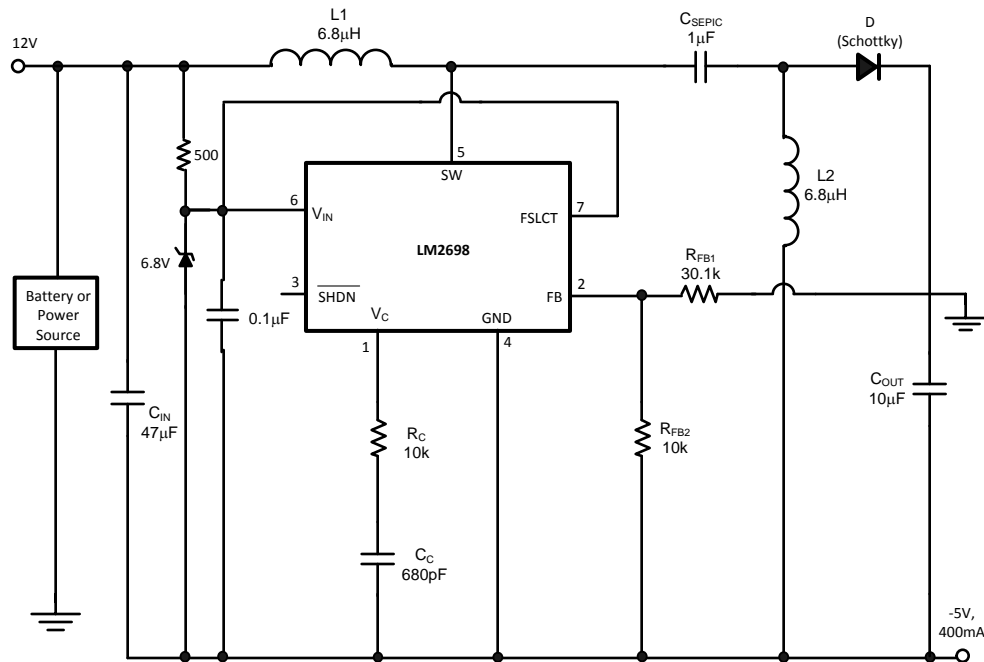 L1
6.8μH
CSEPIC
1μF
D
(Schottky)
12V
500
5
SW
L2
6.8μH
6
VIN
7
FSLCT
LM2698
6.8V
RFB1
30.1k
3
SHDN
2
FB
Battery or
Power
Source
0.1μF
VC
GND
1
4
CIN
47μF
COUT
10μF
RC
10k
RFB2
10k
CC
680pF
-5V,
400mA